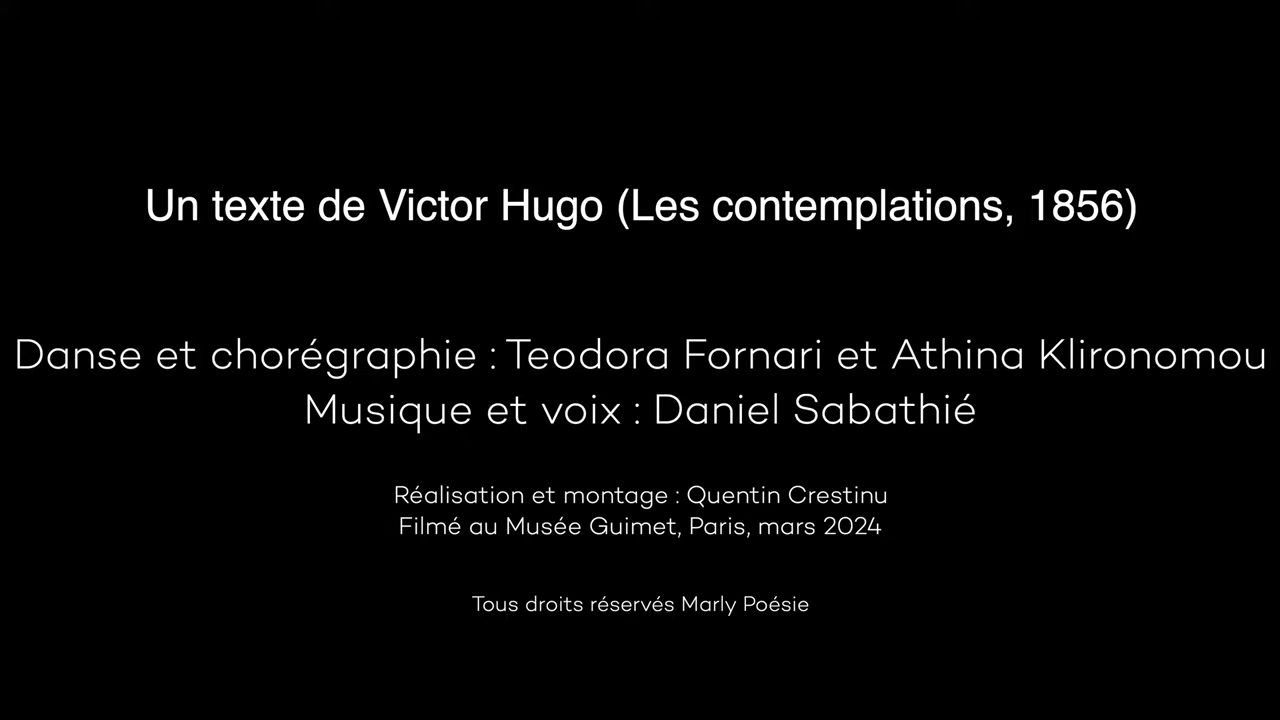 Un texte de Victor Hugo (Les contemplations, 1856)
Danse et chorégraphie : Teodora Fornari et Athina Klironomou
Musique et voix : Daniel Sabathié
Réalisation et montage : Quentin Crestinu
Filmé au Musée Guimet, Paris, mars 2024
Tous droits réservés Marly Poésie